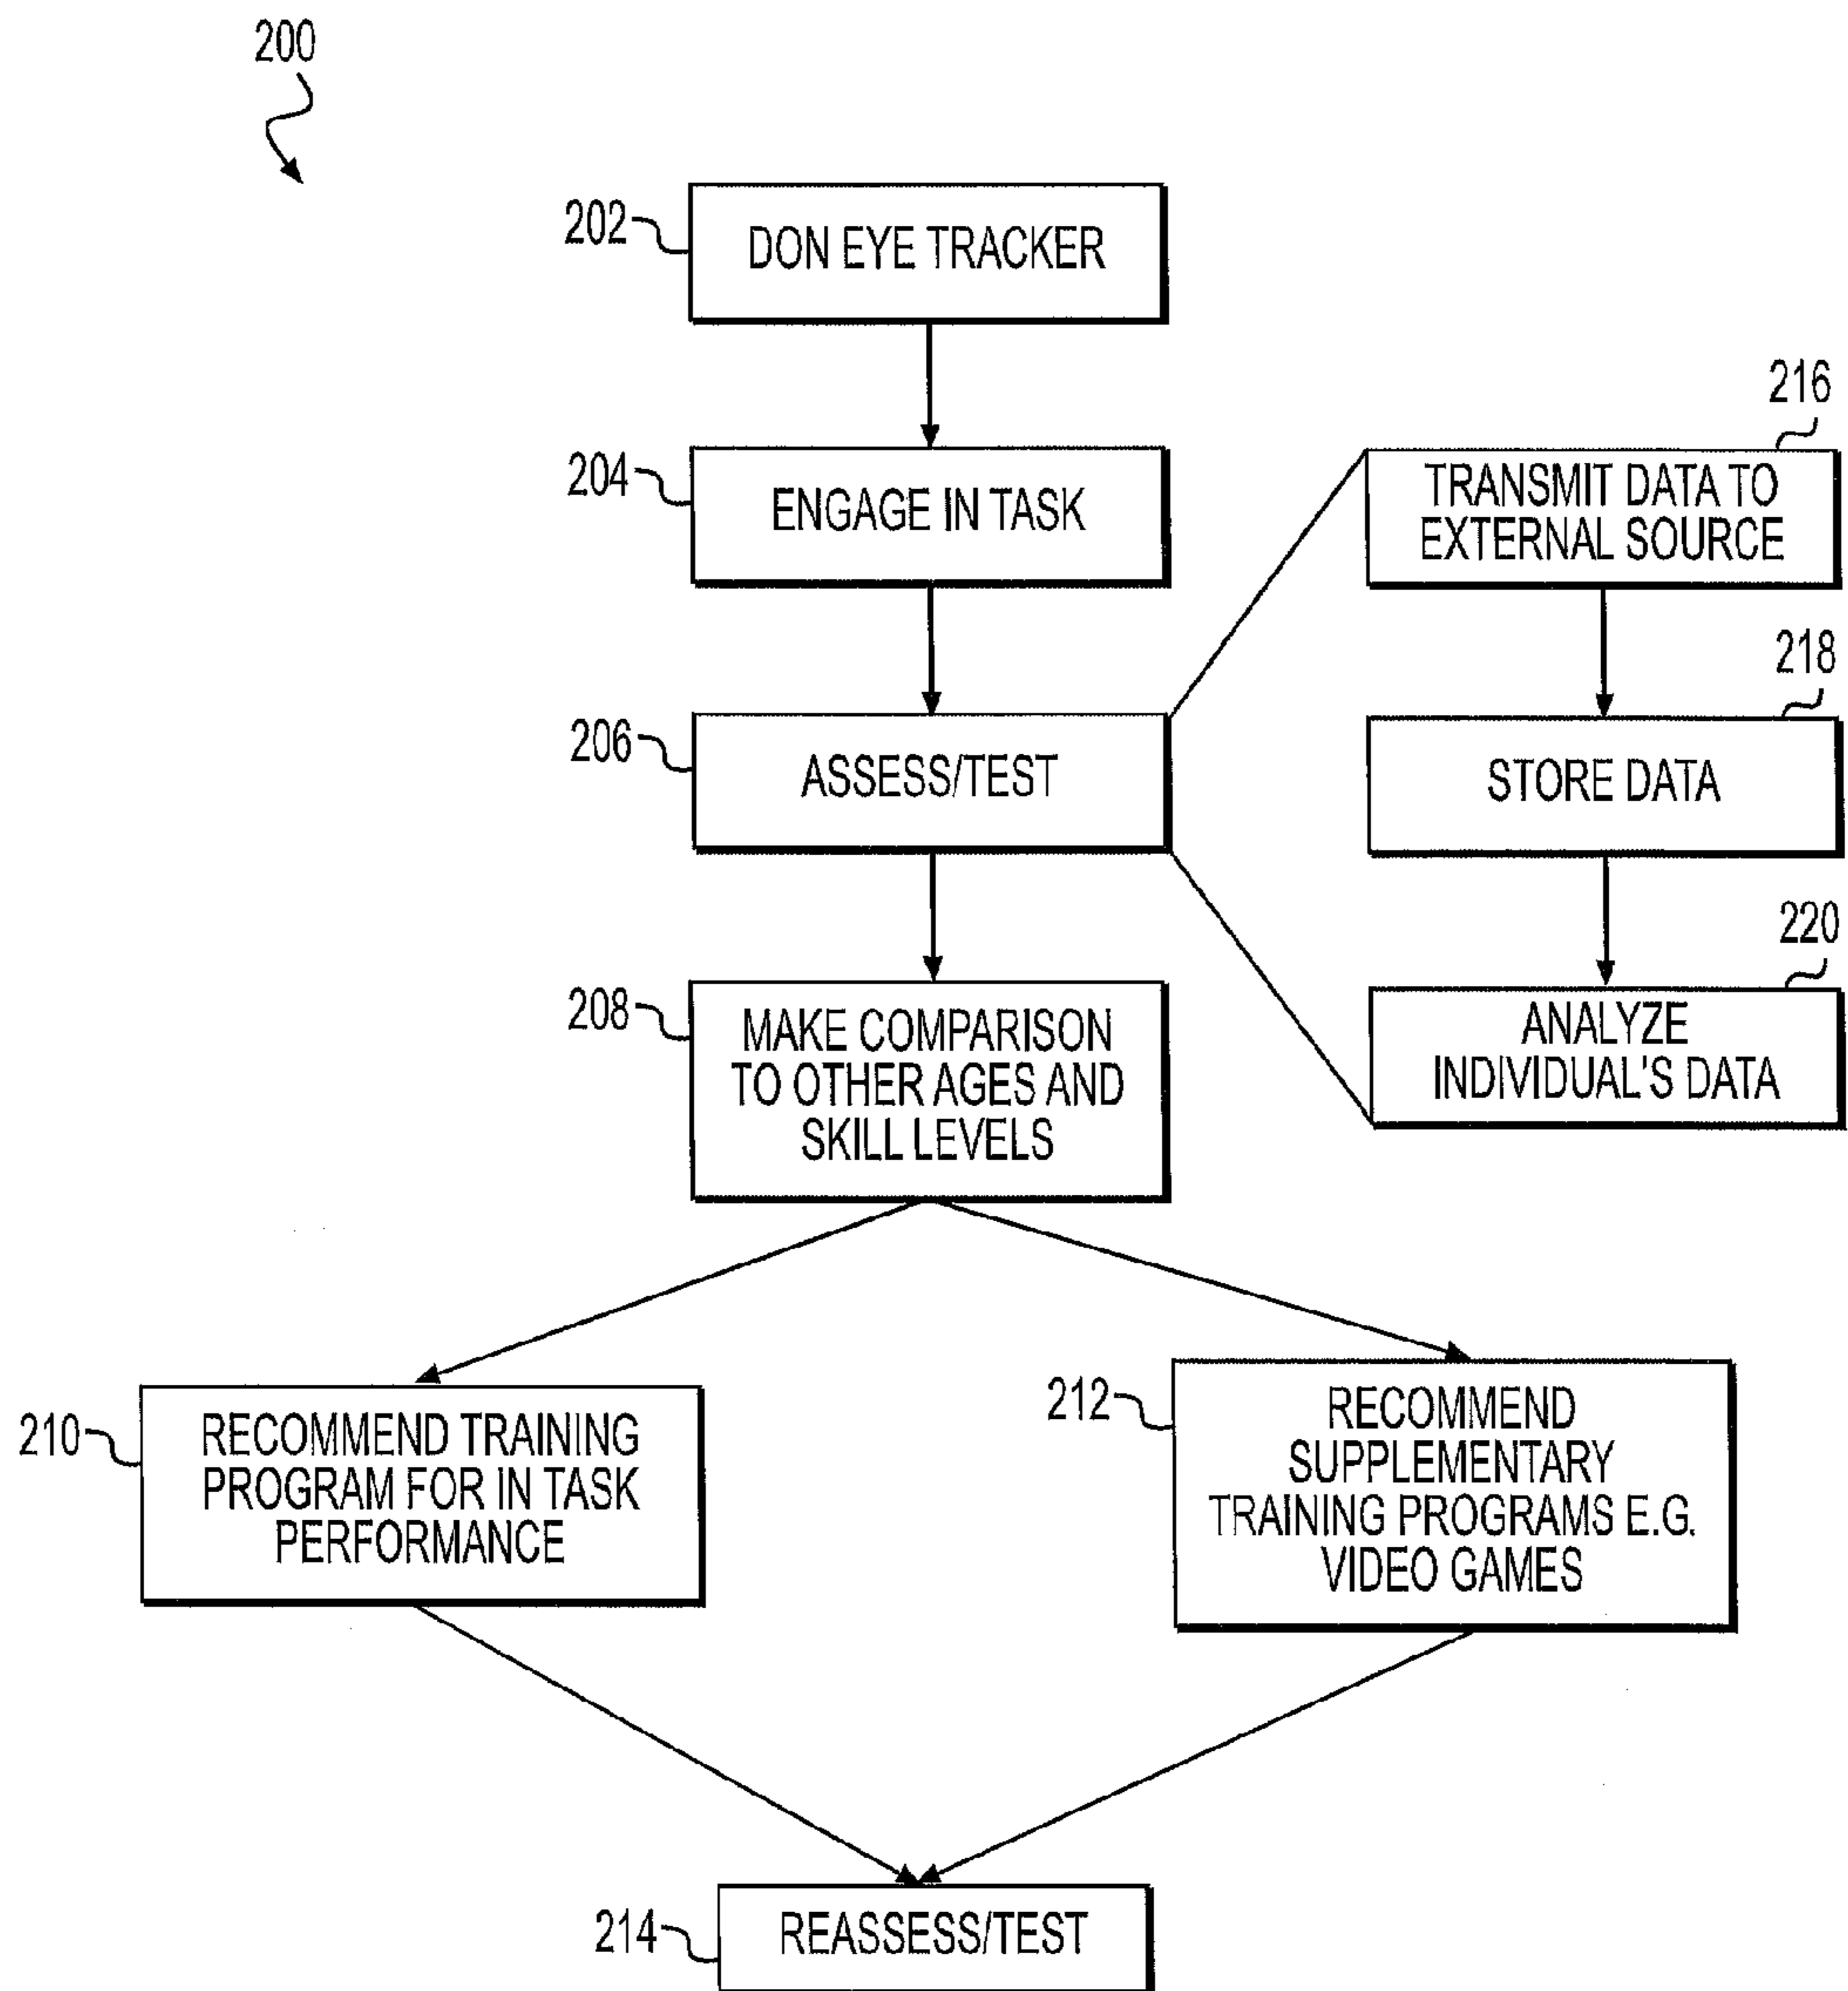 200
202
DON EYE TRACKER
204
ENGAGE IN TASK
216
TRANSMIT DATA TO
EXTERNAL SOURCE
206
ASSESS/TEST
218
STORE DATA
208
MAKE COMPARISON
TO OTHER AGES AND
SKILL LEVELS
220
ANALYZE
INDIVIDUAL'S DATA
210
RECOMMEND TRAINING
PROGRAM FOR IN TASK
PERFORMANCE
212
RECOMMEND
SUPPLEMENTARY
TRAINING PROGRAMS E.G.
VIDEO GAMES
214
REASSESS/TEST